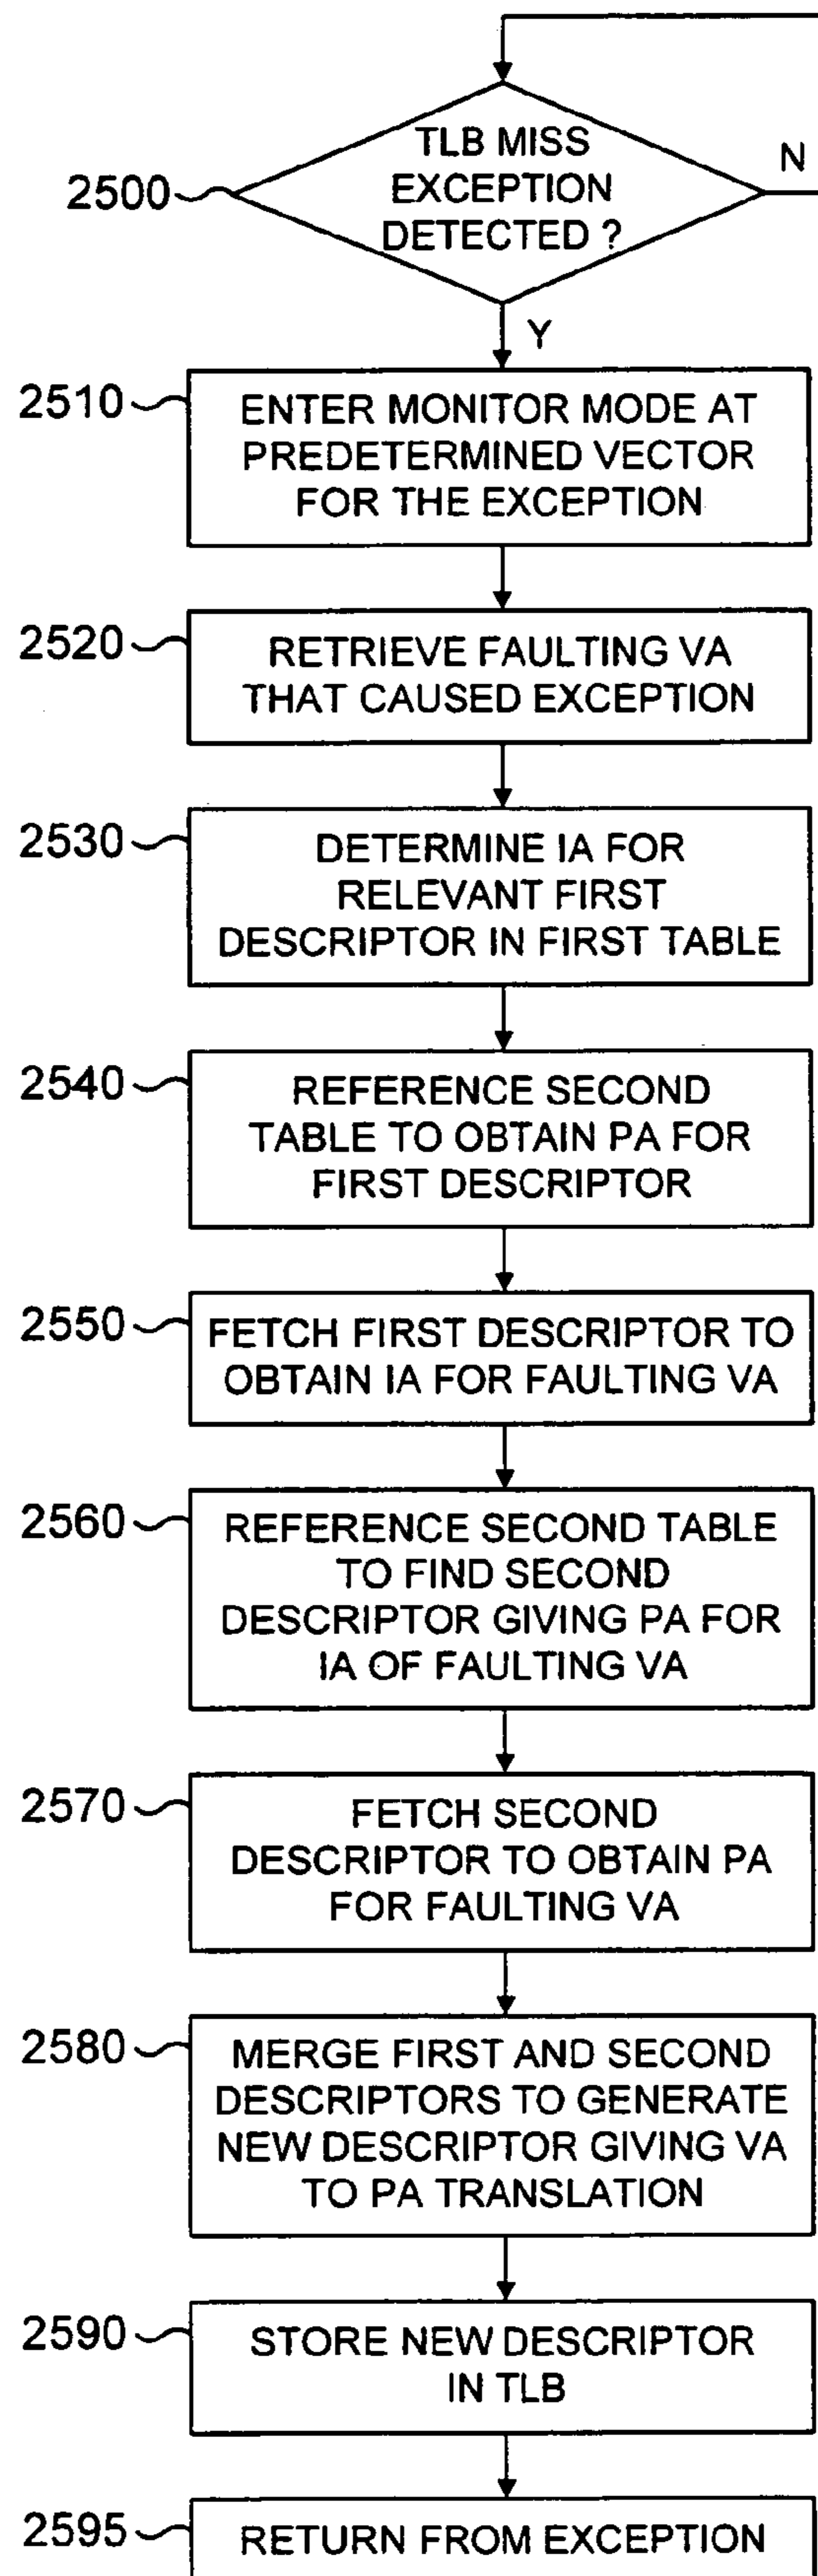 TLB MISS
EXCEPTION
DETECTED ?
N
2500
Y
2510
ENTER MONITOR MODE AT
PREDETERMINED VECTOR
FOR THE EXCEPTION
2520
RETRIEVE FAULTING VA
THAT CAUSED EXCEPTION
2530
DETERMINE IA FOR
RELEVANT FIRST
DESCRIPTOR IN FIRST TABLE
2540
REFERENCE SECOND
TABLE TO OBTAIN PA FOR
FIRST DESCRIPTOR
2550
FETCH FIRST DESCRIPTOR TO
OBTAIN IA FOR FAULTING VA
2560
REFERENCE SECOND TABLE
TO FIND SECOND
DESCRIPTOR GIVING PA FOR
IA OF FAULTING VA
2570
FETCH SECOND
DESCRIPTOR TO OBTAIN PA
FOR FAULTING VA
2580
MERGE FIRST AND SECOND
DESCRIPTORS TO GENERATE
NEW DESCRIPTOR GIVING VA
TO PA TRANSLATION
2590
STORE NEW DESCRIPTOR
IN TLB
2595
RETURN FROM EXCEPTION